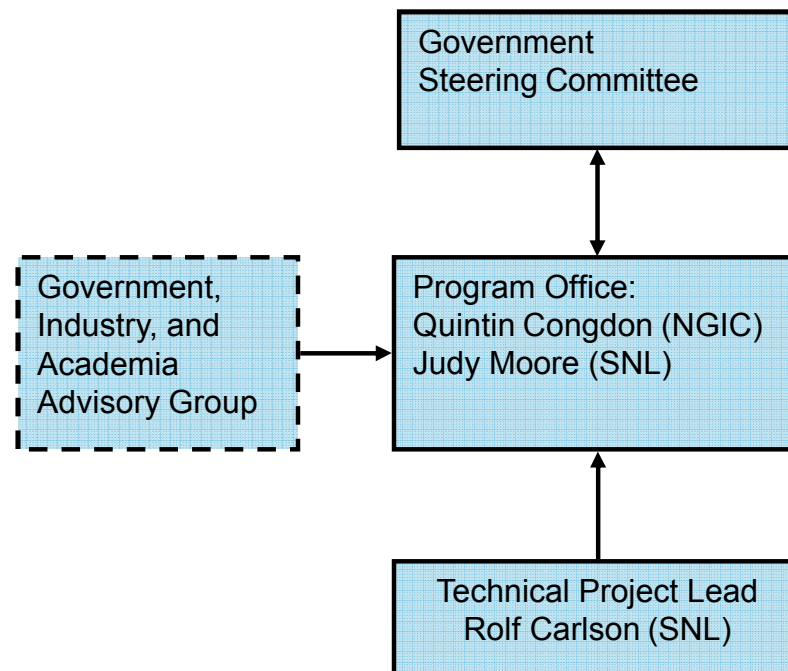 Government
Steering Committee
Government,
Industry, and
Academia
Advisory Group
Program Office:
Quintin Congdon (NGIC)
Judy Moore (SNL)
Technical Project Lead
Rolf Carlson (SNL)